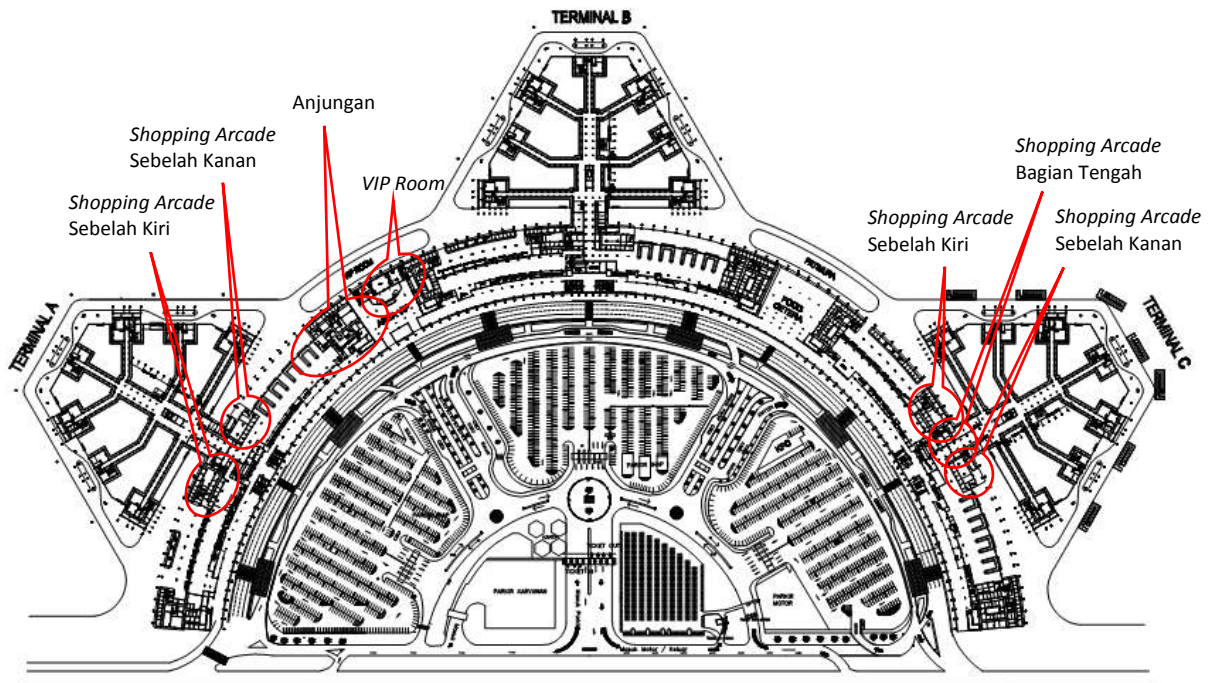 TERMINAL B
Anjungan
Shopping Arcade
Sebelah Kanan
VIP Room
Shopping Arcade
Sebelah Kiri
Shopping Arcade
Bagian Tengah
Shopping Arcade
Sebelah Kiri
Shopping Arcade
Sebelah Kanan
TERMINAL A
TERMINAL C
FOOD
PARKIR KARYAWAN
PARKIR
MOTOR